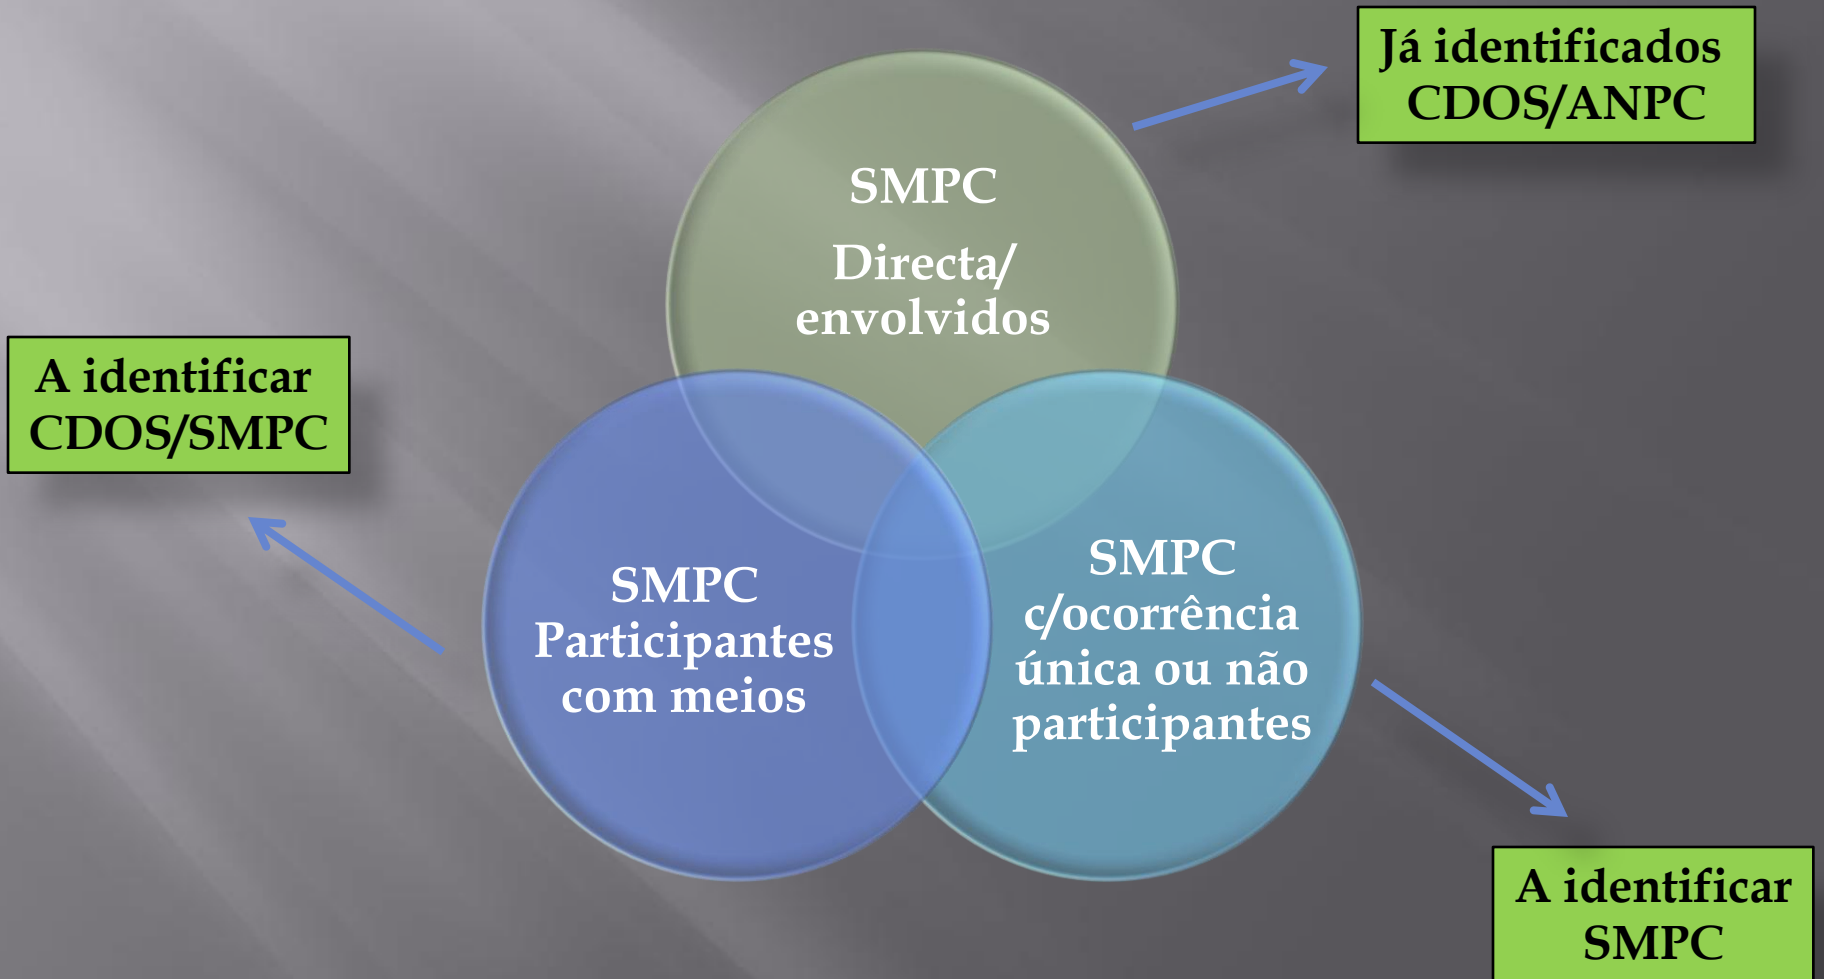 Já identificados
CDOS/ANPC
SMPC
Directa/
envolvidos
A identificar
CDOS/SMPC
SMPC
Participantes
com meios
SMPC
c/ocorrência
única ou não
participantes
A identificar
SMPC